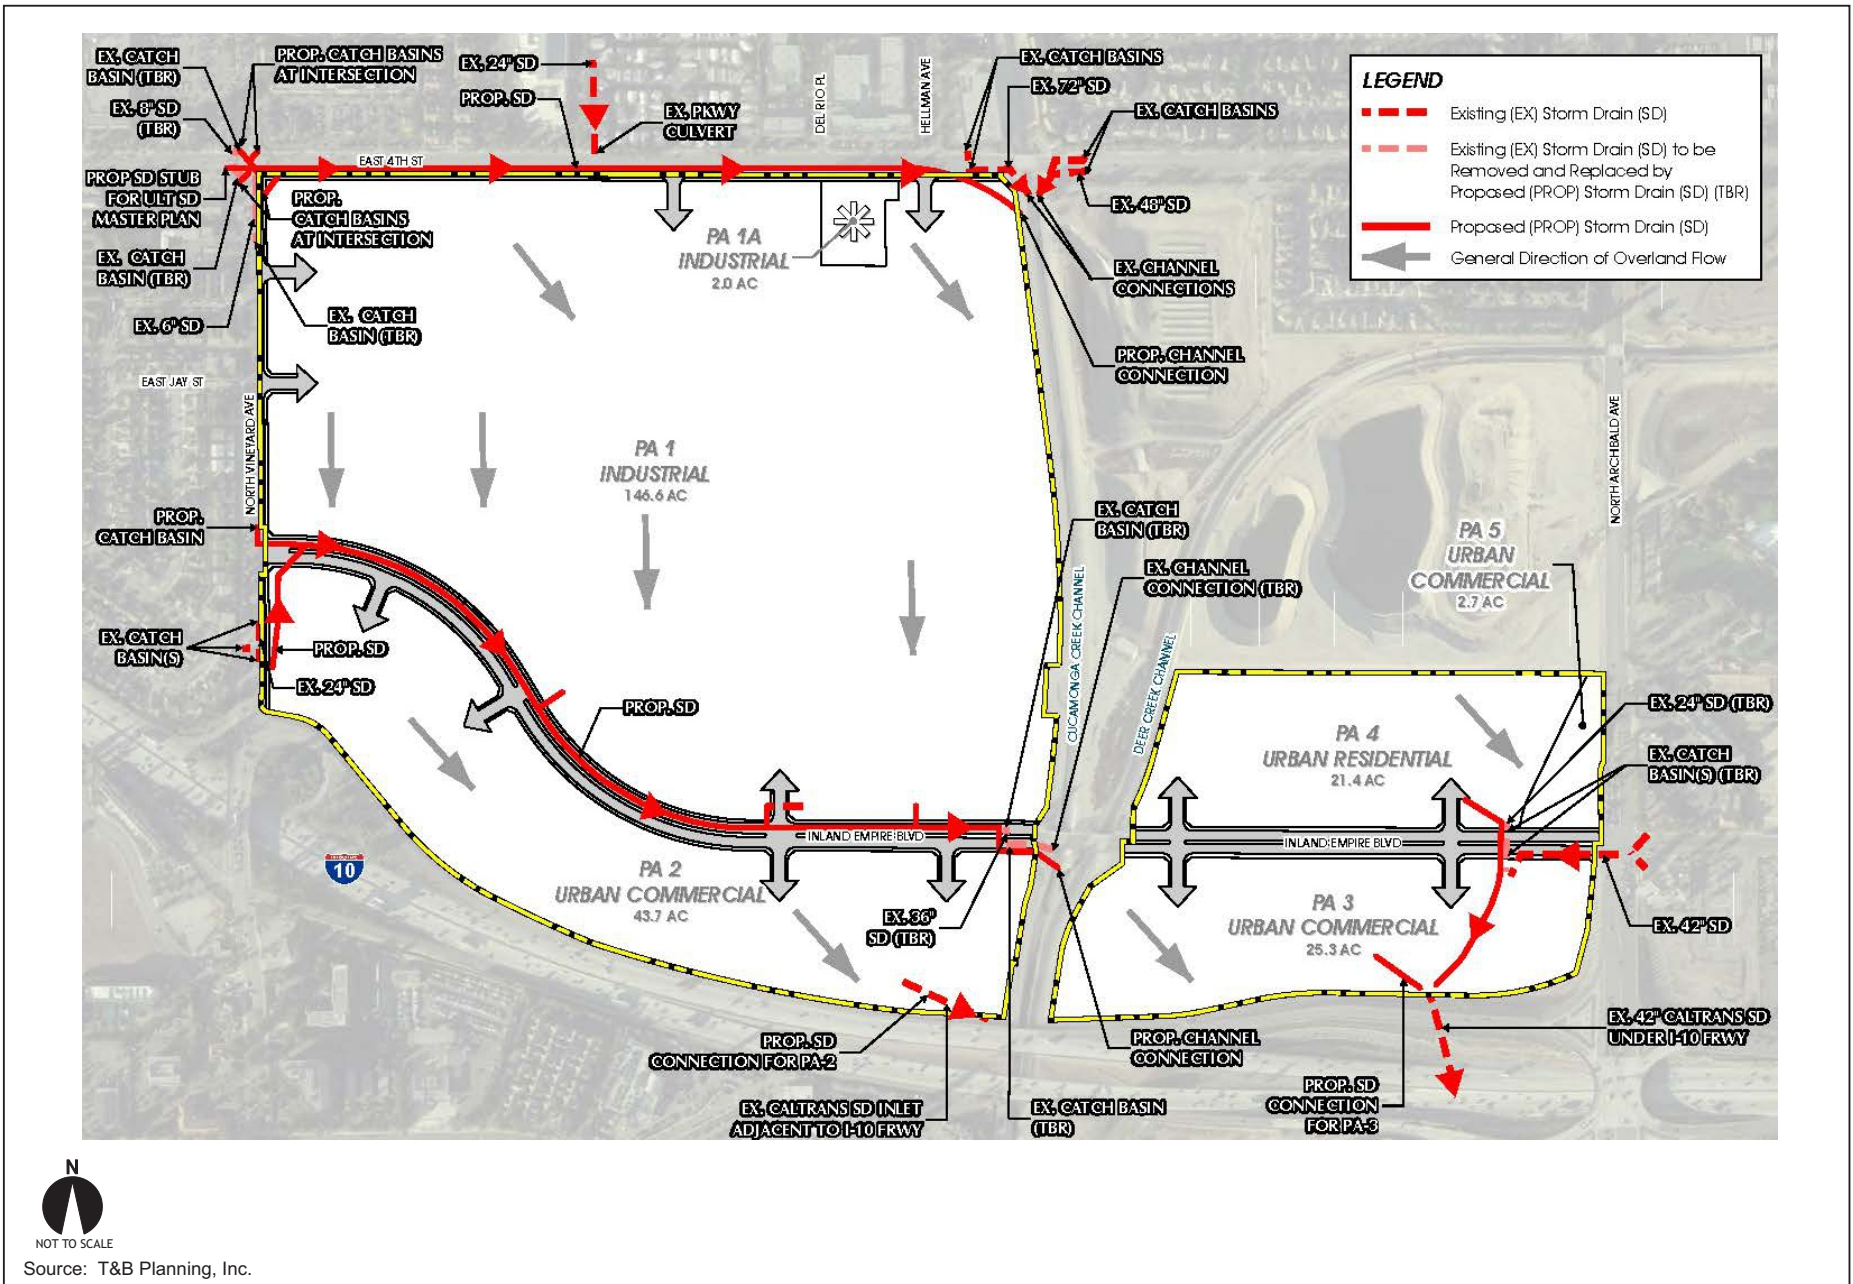 EX. CATCH
BASIN (TBR)
PROP. CATCH BASINS
AT INTERSECTION
EX. 24" SD
PROP. SD
EX. 8" SD
(TBR)
EX. PKWY
CULVERT
DEL RIO PL
HELLMAN AVE
EX. CATCH BASINS
EX. 72" SD
EX. CATCH BASINS
LEGEND
Existing (EX) Storm Drain (SD)
Existing (EX) Storm Drain (SD) to be
Removed and Replaced by
Proposed (PROP) Storm Drain (SD) (TBR)
Proposed (PROP) Storm Drain (SD)
General Direction of Overland Flow
EAST 4TH ST
PROP SD STUB
FOR ULT SD
MASTER PLAN
PROP.
CATCH BASINS
AT INTERSECTION
EX. 48" SD
EX. CATCH
BASIN (TBR)
PA 1A
INDUSTRIAL
2.0 AC
EX. CHANNEL
CONNECTIONS
EX. 6" SD
EX. CATCH
BASIN (TBR)
PROP. CHANNEL
CONNECTION
EAST JAY ST
NORTH VINEYARD AVE
NORTH ARCHIBALD AVE
PA 1
INDUSTRIAL
146.6 AC
PROP.
CATCH BASIN
EX. CATCH
BASIN (TBR)
PA 5
URBAN
COMMERCIAL
2.7 AC
EX. CHANNEL
CONNECTION (TBR)
CUCAMONGA CREEK CHANNEL
DEER CREEK CHANNEL
EX. CATCH
BASIN(S)
PROP. SD
EX. 24" SD
PROP. SD
EX. 24" SD (TBR)
PA 4
URBAN RESIDENTIAL
21.4 AC
EX. CATCH
BASIN(S) (TBR)
INLAND EMPIRE BLVD
INLAND EMPIRE BLVD
INTERSTATE
10
PA 2
URBAN COMMERCIAL
43.7 AC
EX. 36"
SD (TBR)
PA 3
URBAN COMMERCIAL
25.3 AC
EX. 42" SD
PROP. SD
CONNECTION FOR PA-2
PROP. CHANNEL
CONNECTION
EX. 42" CALTRANS SD
UNDER I-10 FRWY
PROP. SD
CONNECTION
FOR PA-3
EX. CALTRANS SD INLET
ADJACENT TO I-10 FRWY
EX. CATCH BASIN
(TBR)
N
NOT TO SCALE
Source: T&B Planning, Inc.